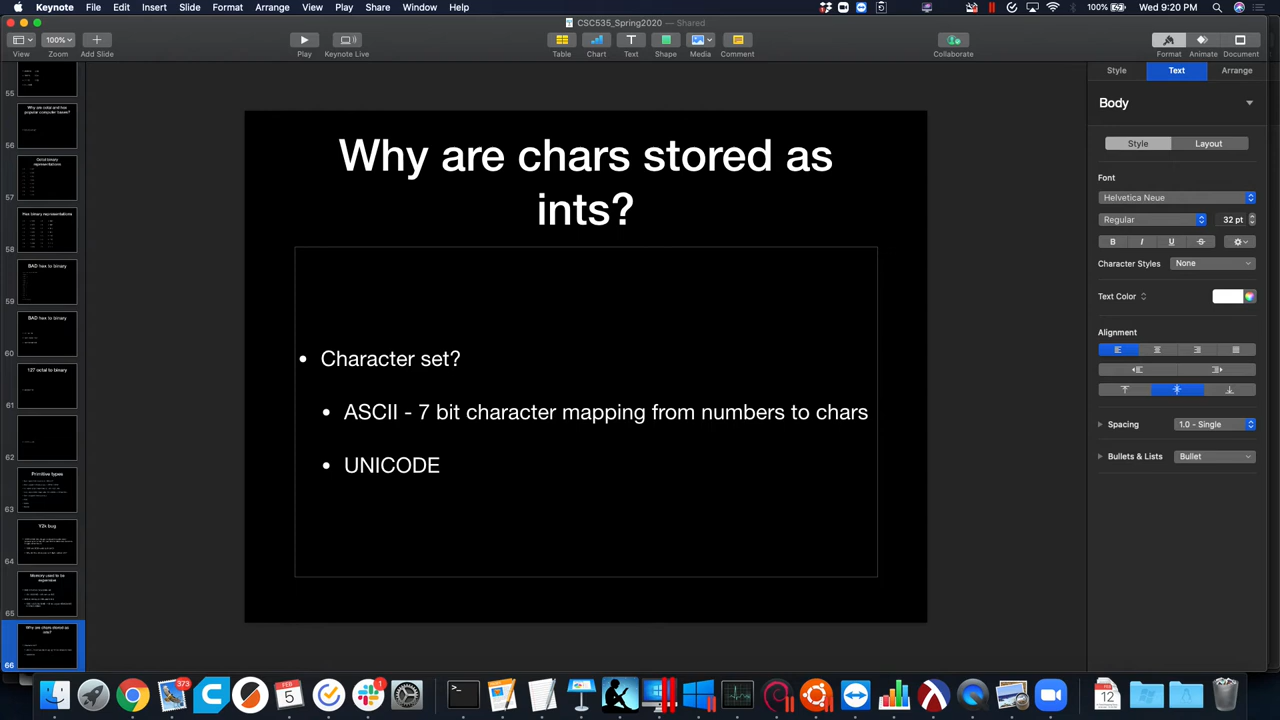 Keynote File Edit Insert Slide Format Arrange View Play Share Window Help 100% Wed 9:20 PM
CSC535_Spring2020 — Shared
100%
View Zoom Add Slide Play Keynote Live Table Chart Text Shape Media Comment Collaborate Format Animate Document
Style Text Arrange
Body
Style Layout
Font
Helvetica Neue
Regular 32 pt
B I U S
Character Styles None
Text Color
Alignment
Spacing 1.0 - Single
Bullets & Lists Bullet
55
Why are octal and hex
popular computer bases?
56
Octal binary
representations
57
Hex binary representations
58
BAD hex to binary
59
BAD hex to binary
60
127 octal to binary
61
62
Primitive types
63
Y2k bug
64
Memory used to be
expensive
65
Why are chars stored as
ints?
66
Why are chars stored as
ints?
• Character set?
• ASCII - 7 bit character mapping from numbers to chars
• UNICODE
373
FEB
5
1
12